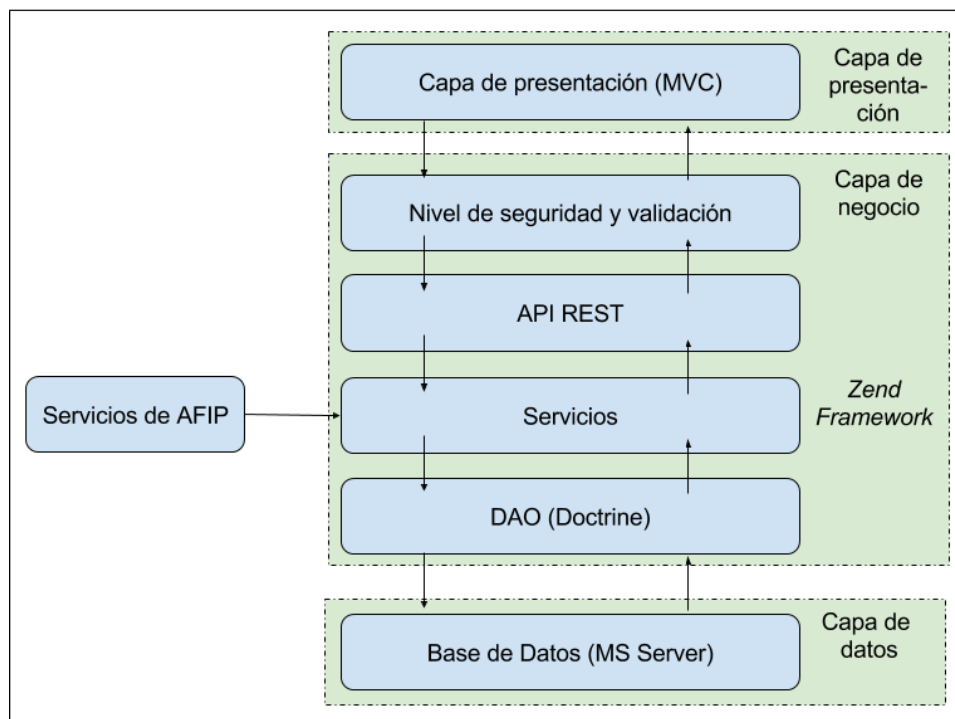 Capa de presentación (MVC)
Capa de
presenta-
ción
Nivel de seguridad y validación
Capa de
negocio
API REST
Servicios de AFIP
Servicios
Zend
Framework
DAO (Doctrine)
Base de Datos (MS Server)
Capa de
datos